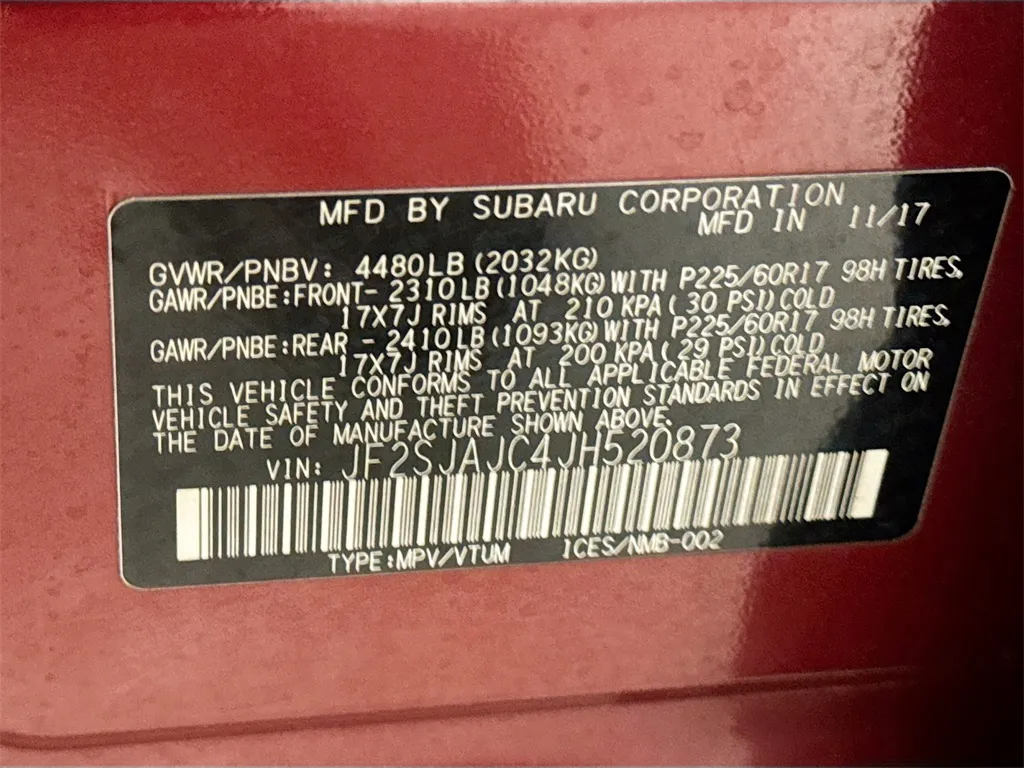 MFD BY SUBARU CORPORATION
MFD IN 11/17
GVWR/PNBV: 4480LB (2032KG)
GAWR/PNBE:FRONT- 2310LB(1048KG)WITH P225/60R17 98H TIRES,
17X7J RIMS AT 210 KPA( 30 PSI)COLD
GAWR/PNBE:REAR - 2410LB(1093KG)WITH P225/60R17 98H TIRES,
17X7J RIMS AT 200 KPA( 29 PSI)COLD
THIS VEHICLE CONFORMS TO ALL APPLICABLE FEDERAL MOTOR
VEHICLE SAFETY AND THEFT PREVENTION STANDARDS IN EFFECT ON
THE DATE OF MANUFACTURE SHOWN ABOVE.
VIN: JF2SJAJC4JH520873
TYPE:MPV/VTUM ICES/NMB-002